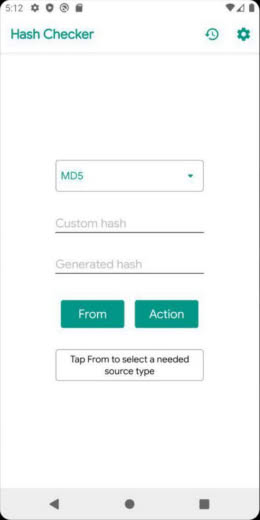 5:12
Hash Checker
MD5
Custom hash
Generated hash
From
Action
Tap From to select a needed
source type